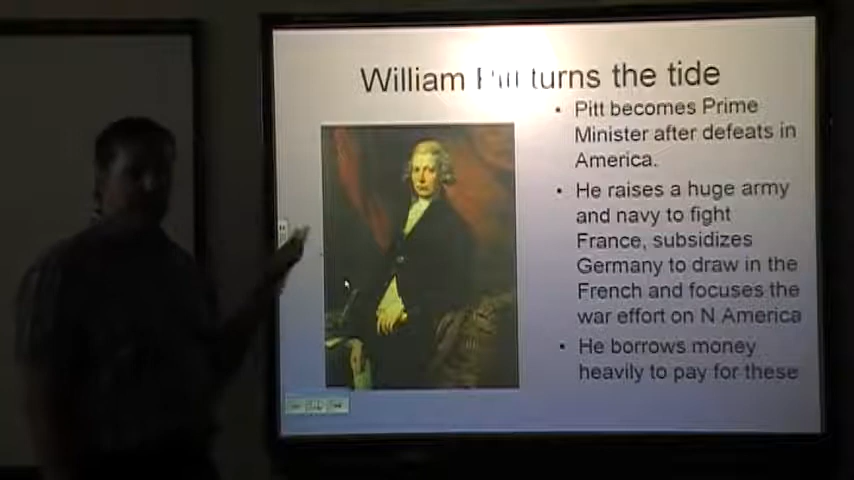 William Pitt turns the tide
• Pitt becomes Prime
Minister after defeats in
America.
• He raises a huge army
and navy to fight
France, subsidizes
Germany to draw in the
French and focuses the
war effort on N America
• He borrows money
heavily to pay for these